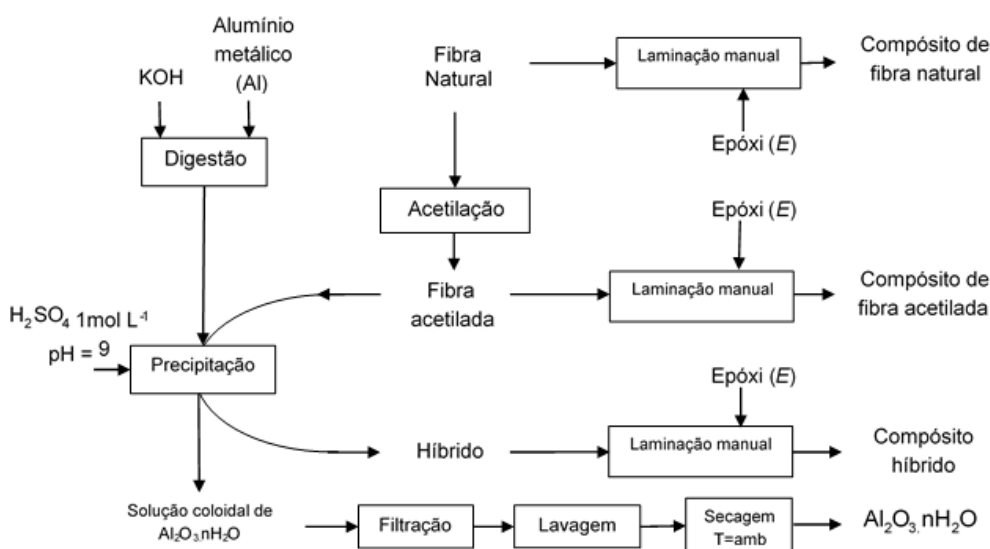 Alumínio
metálico
(Al)
KOH
Digestão
Fibra
Natural
Laminação manual
Compósito de
fibra natural
Epóxi (E)
Acetilação
Epóxi (E)
Fibra
acetilada
Laminação manual
Compósito de
fibra acetilada
H₂SO₄ 1mol L⁻¹
pH = 9
Precipitação
Epóxi (E)
Híbrido
Laminação manual
Compósito
híbrido
Solução coloidal de
Al₂O₃.nH₂O
Filtração
Lavagem
Secagem
T=amb
Al₂O₃.nH₂O